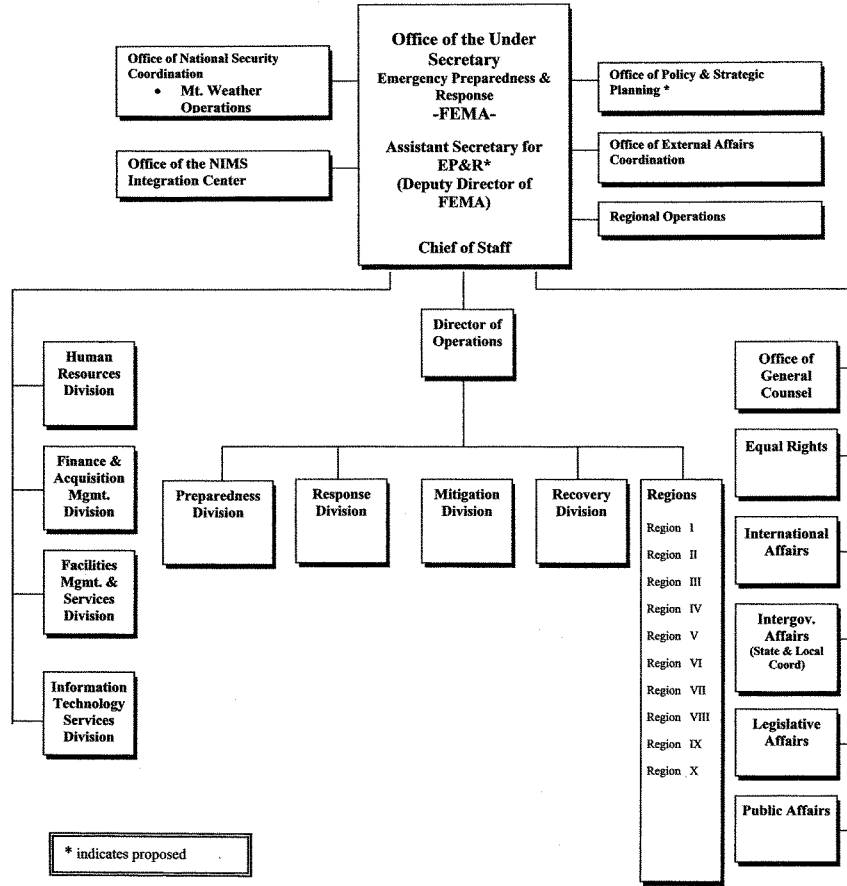 Office of National Security
Coordination
• Mt. Weather
Operations
Office of the NIMS
Integration Center
Office of the Under
Secretary
Emergency Preparedness &
Response
-FEMA-
Assistant Secretary for
EP&R*
(Deputy Director of
FEMA)
Chief of Staff
Office of Policy & Strategic
Planning *
Office of External Affairs
Coordination
Regional Operations
Director of
Operations
Human
Resources
Division
Finance &
Acquisition
Mgmt.
Division
Facilities
Mgmt. &
Services
Division
Information
Technology
Services
Division
Preparedness
Division
Response
Division
Mitigation
Division
Recovery
Division
Regions
Region I
Region II
Region III
Region IV
Region V
Region VI
Region VII
Region VIII
Region IX
Region X
Office of
General
Counsel
Equal Rights
International
Affairs
Intergov.
Affairs
(State & Local
Coord)
Legislative
Affairs
Public Affairs
* indicates proposed